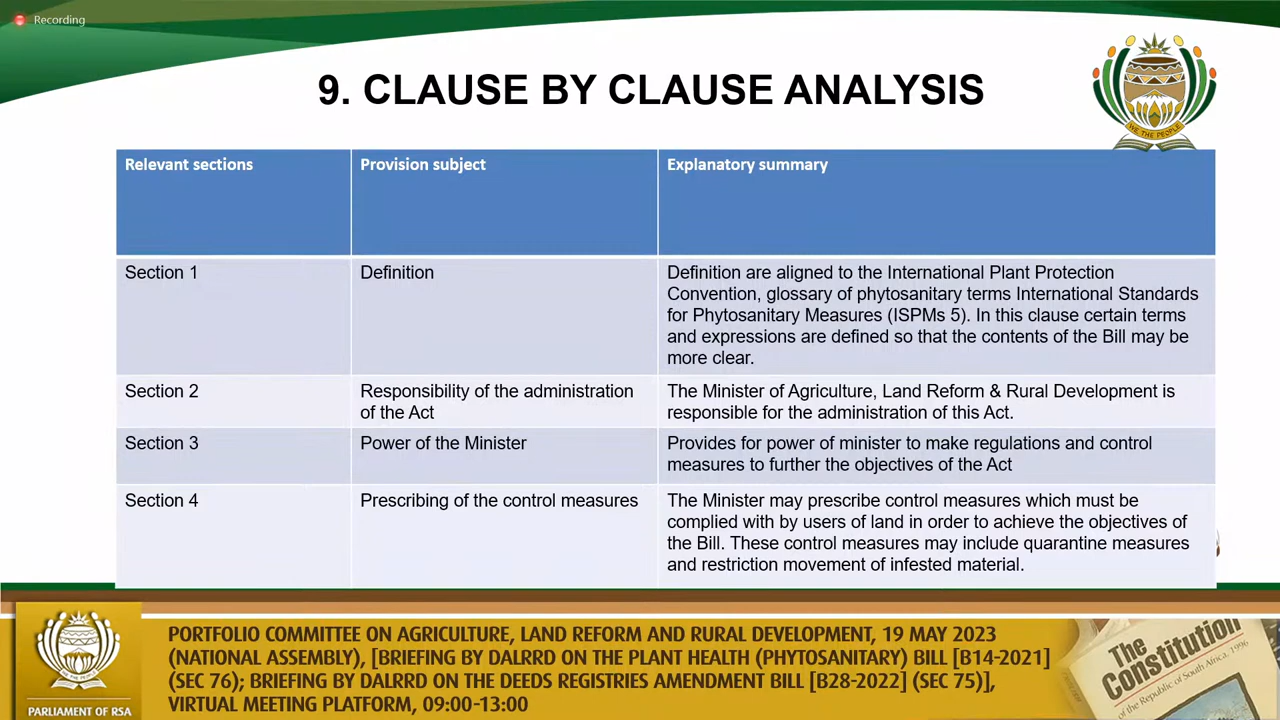 Recording
9. CLAUSE BY CLAUSE ANALYSIS
WE, THE PEOPLE
Relevant sections
Provision subject
Explanatory summary
Section 1
Definition
Definition are aligned to the International Plant Protection
Convention, glossary of phytosanitary terms International Standards
for Phytosanitary Measures (ISPMs 5). In this clause certain terms
and expressions are defined so that the contents of the Bill may be
more clear.
Section 2
Responsibility of the administration
of the Act
The Minister of Agriculture, Land Reform & Rural Development is
responsible for the administration of this Act.
Section 3
Power of the Minister
Provides for power of minister to make regulations and control
measures to further the objectives of the Act
Section 4
Prescribing of the control measures
The Minister may prescribe control measures which must be
complied with by users of land in order to achieve the objectives of
the Bill. These control measures may include quarantine measures
and restriction movement of infested material.
PORTFOLIO COMMITTEE ON AGRICULTURE, LAND REFORM AND RURAL DEVELOPMENT, 19 MAY 2023
(NATIONAL ASSEMBLY), [BRIEFING BY DALRRD ON THE PLANT HEALTH (PHYTOSANITARY) BILL [B14-2021]
(SEC 76); BRIEFING BY DALRRD ON THE DEEDS REGISTRIES AMENDMENT BILL [B28-2022] (SEC 75)],
VIRTUAL MEETING PLATFORM, 09:00-13:00
PARLIAMENT OF RSA
The
Constitution
of the Republic of South Africa, 1996